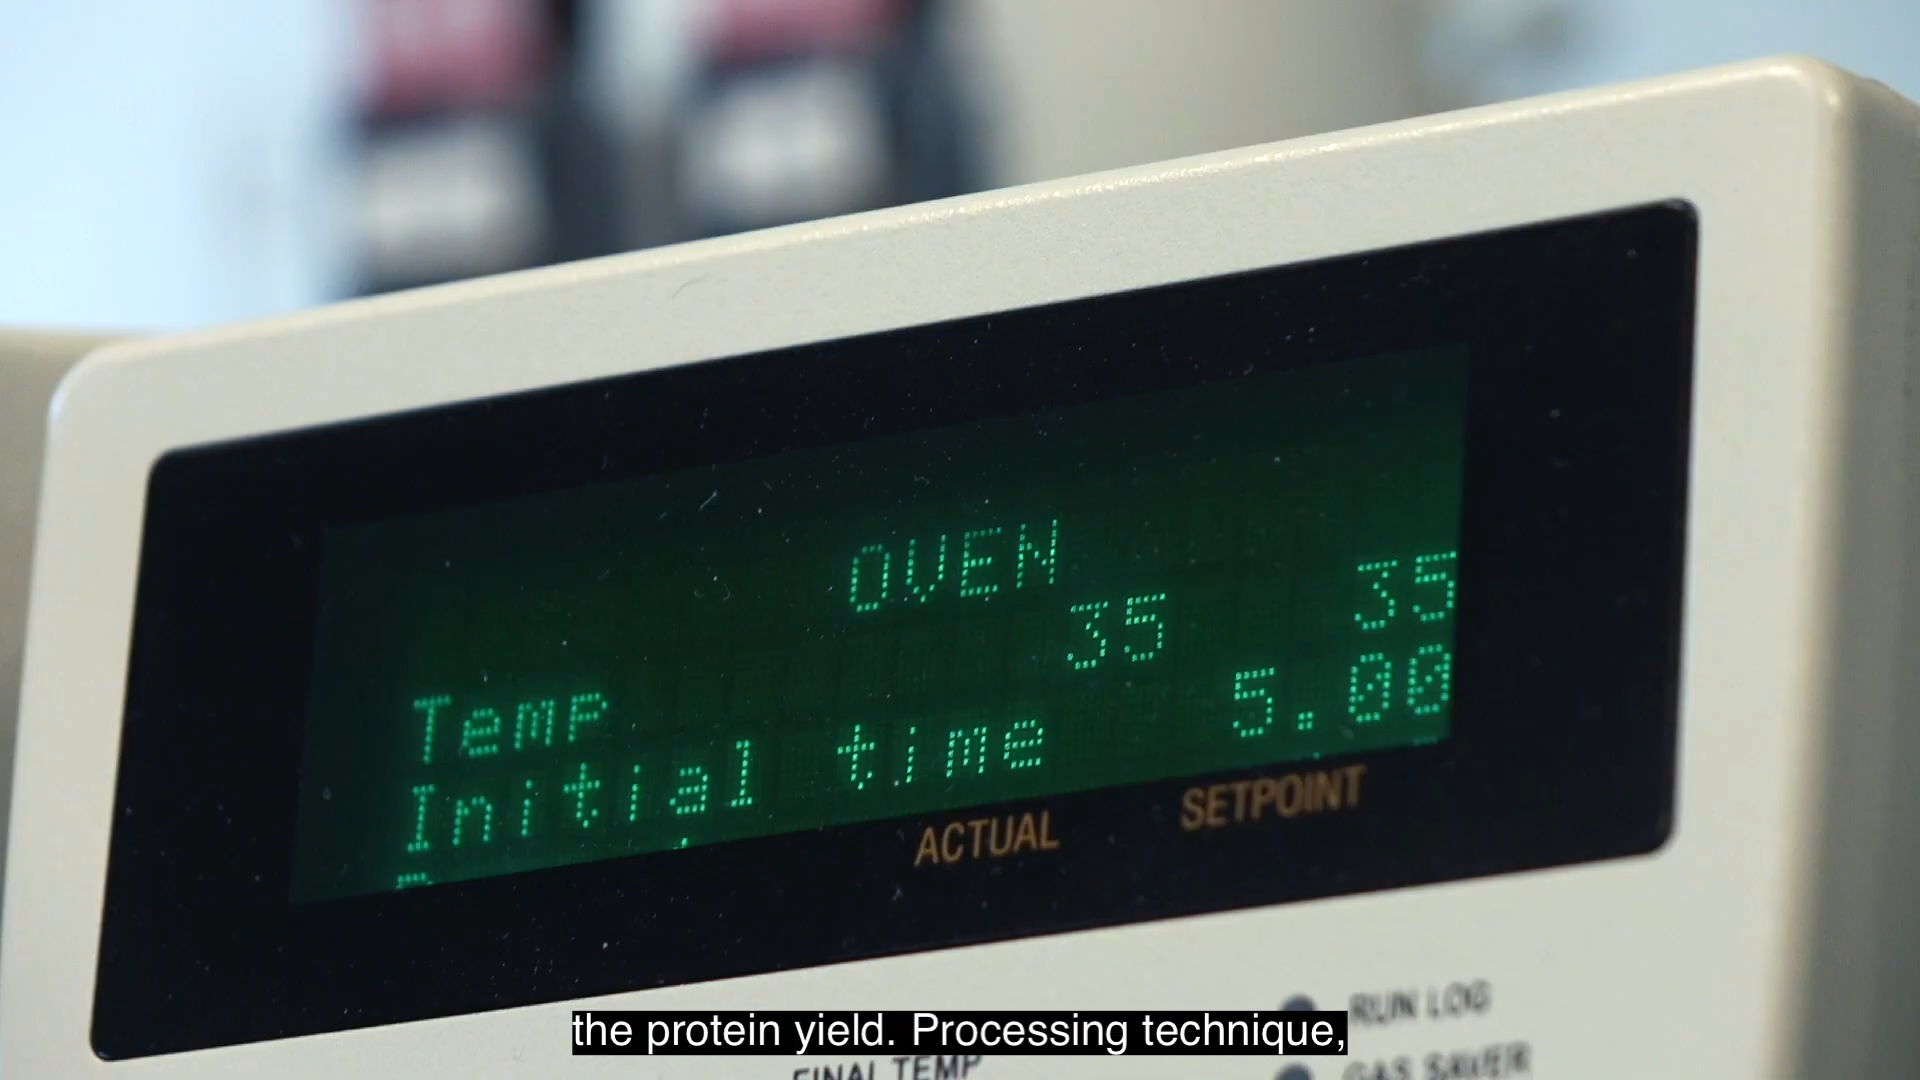 OVEN
Temp 35 35
Initial time 5.00
ACTUAL SETPOINT
RUN LOG
the protein yield. Processing technique,
FINAL TEMP
GAS SAVER